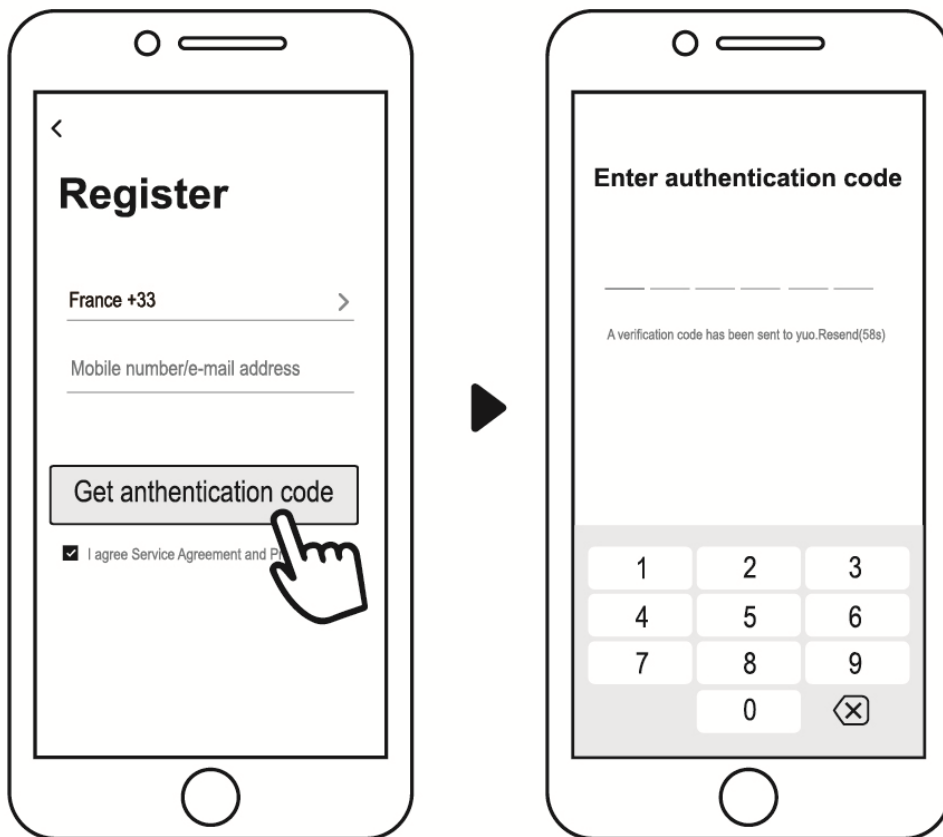 Register
France +33
Mobile number/e-mail address
Get anthentication code
I agree Service Agreement and
Enter authentication code
A verification code has been sent to yuo.Resend(58s)
1 2 3
4 5 6
7 8 9
0